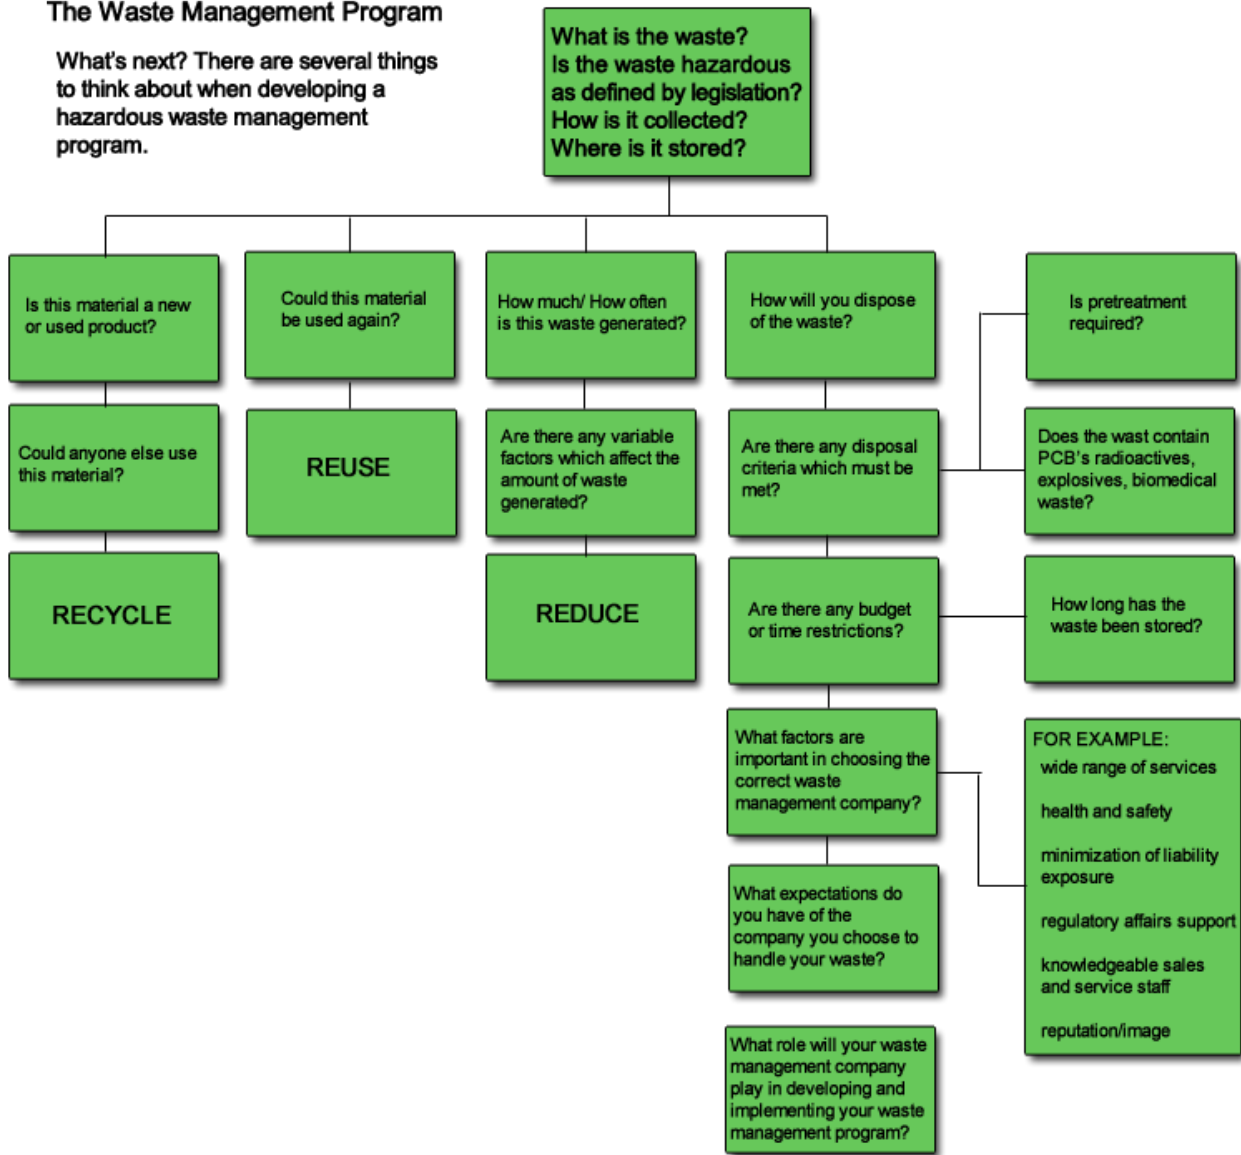 The Waste Management Program
What's next? There are several things
to think about when developing a
hazardous waste management
program.
What is the waste?
Is the waste hazardous
as defined by legislation?
How is it collected?
Where is it stored?
Is this material a new
or used product?
Could this material
be used again?
How much/ How often
is this waste generated?
How will you dispose
of the waste?
Is pretreatment
required?
Could anyone else use
this material?
REUSE
Are there any variable
factors which affect the
amount of waste
generated?
Are there any disposal
criteria which must be
met?
Does the wast contain
PCB's radioactives,
explosives, biomedical
waste?
RECYCLE
REDUCE
Are there any budget
or time restrictions?
How long has the
waste been stored?
What factors are
important in choosing the
correct waste
management company?
FOR EXAMPLE:
wide range of services
health and safety
minimization of liability
exposure
regulatory affairs support
knowledgeable sales
and service staff
reputation/image
What expectations do
you have of the
company you choose to
handle your waste?
What role will your waste
management company
play in developing and
implementing your waste
management program?